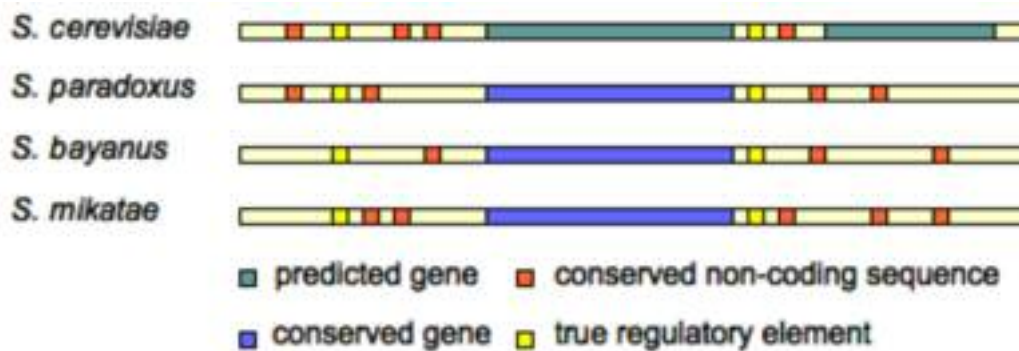 S. cerevisiae
S. paradoxus
S. bayanus
S. mikatae
predicted gene conserved non-coding sequence
conserved gene true regulatory element